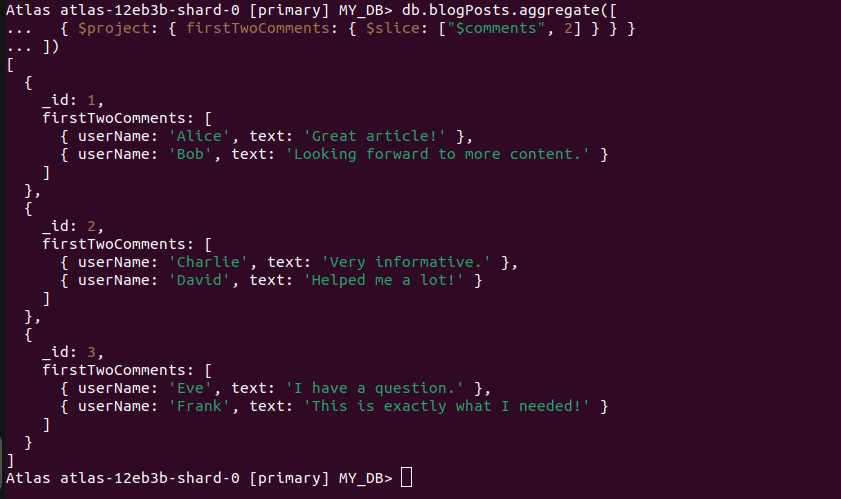 Atlas atlas-12eb3b-shard-0 [primary] MY_DB> db.blogPosts.aggregate([
...    { $project: { firstTwoComments: { $slice: ["$comments", 2] } } }
... ])
[
  {
    _id: 1,
    firstTwoComments: [
      { userName: 'Alice', text: 'Great article!' },
      { userName: 'Bob', text: 'Looking forward to more content.' }
    ]
  },
  {
    _id: 2,
    firstTwoComments: [
      { userName: 'Charlie', text: 'Very informative.' },
      { userName: 'David', text: 'Helped me a lot!' }
    ]
  },
  {
    _id: 3,
    firstTwoComments: [
      { userName: 'Eve', text: 'I have a question.' },
      { userName: 'Frank', text: 'This is exactly what I needed!' }
    ]
  }
]
Atlas atlas-12eb3b-shard-0 [primary] MY_DB>